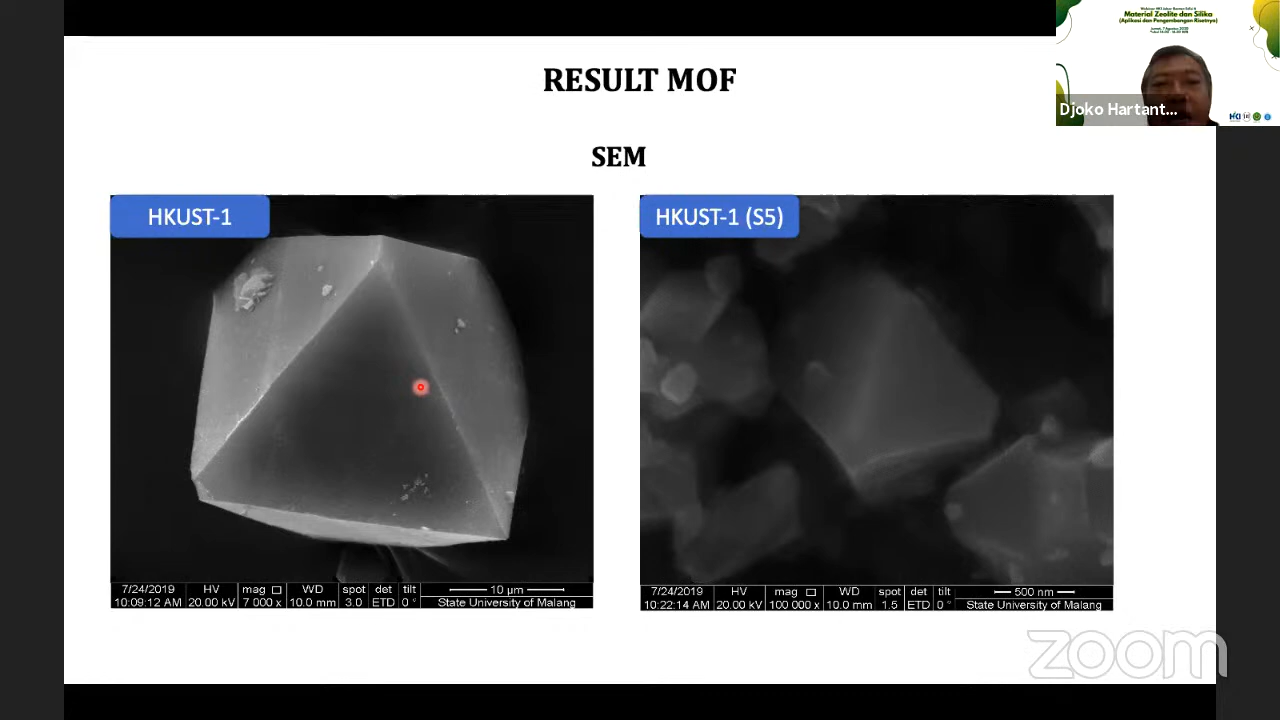 Material Zeolite dan Silika
(Aplikasi dan Pengembangan Risetnya)
Djoko Hartant...
RESULT MOF
SEM
HKUST-1
7/24/2019 HV mag WD spot det tilt 10 µm
10:09:12 AM 20.00 kV 7 000 x 10.0 mm 3.0 ETD 0° State University of Malang
HKUST-1 (S5)
7/24/2019 HV mag WD spot det tilt 500 nm
10:22:14 AM 20.00 kV 100 000 x 10.0 mm 1.5 ETD 0° State University of Malang
zoom